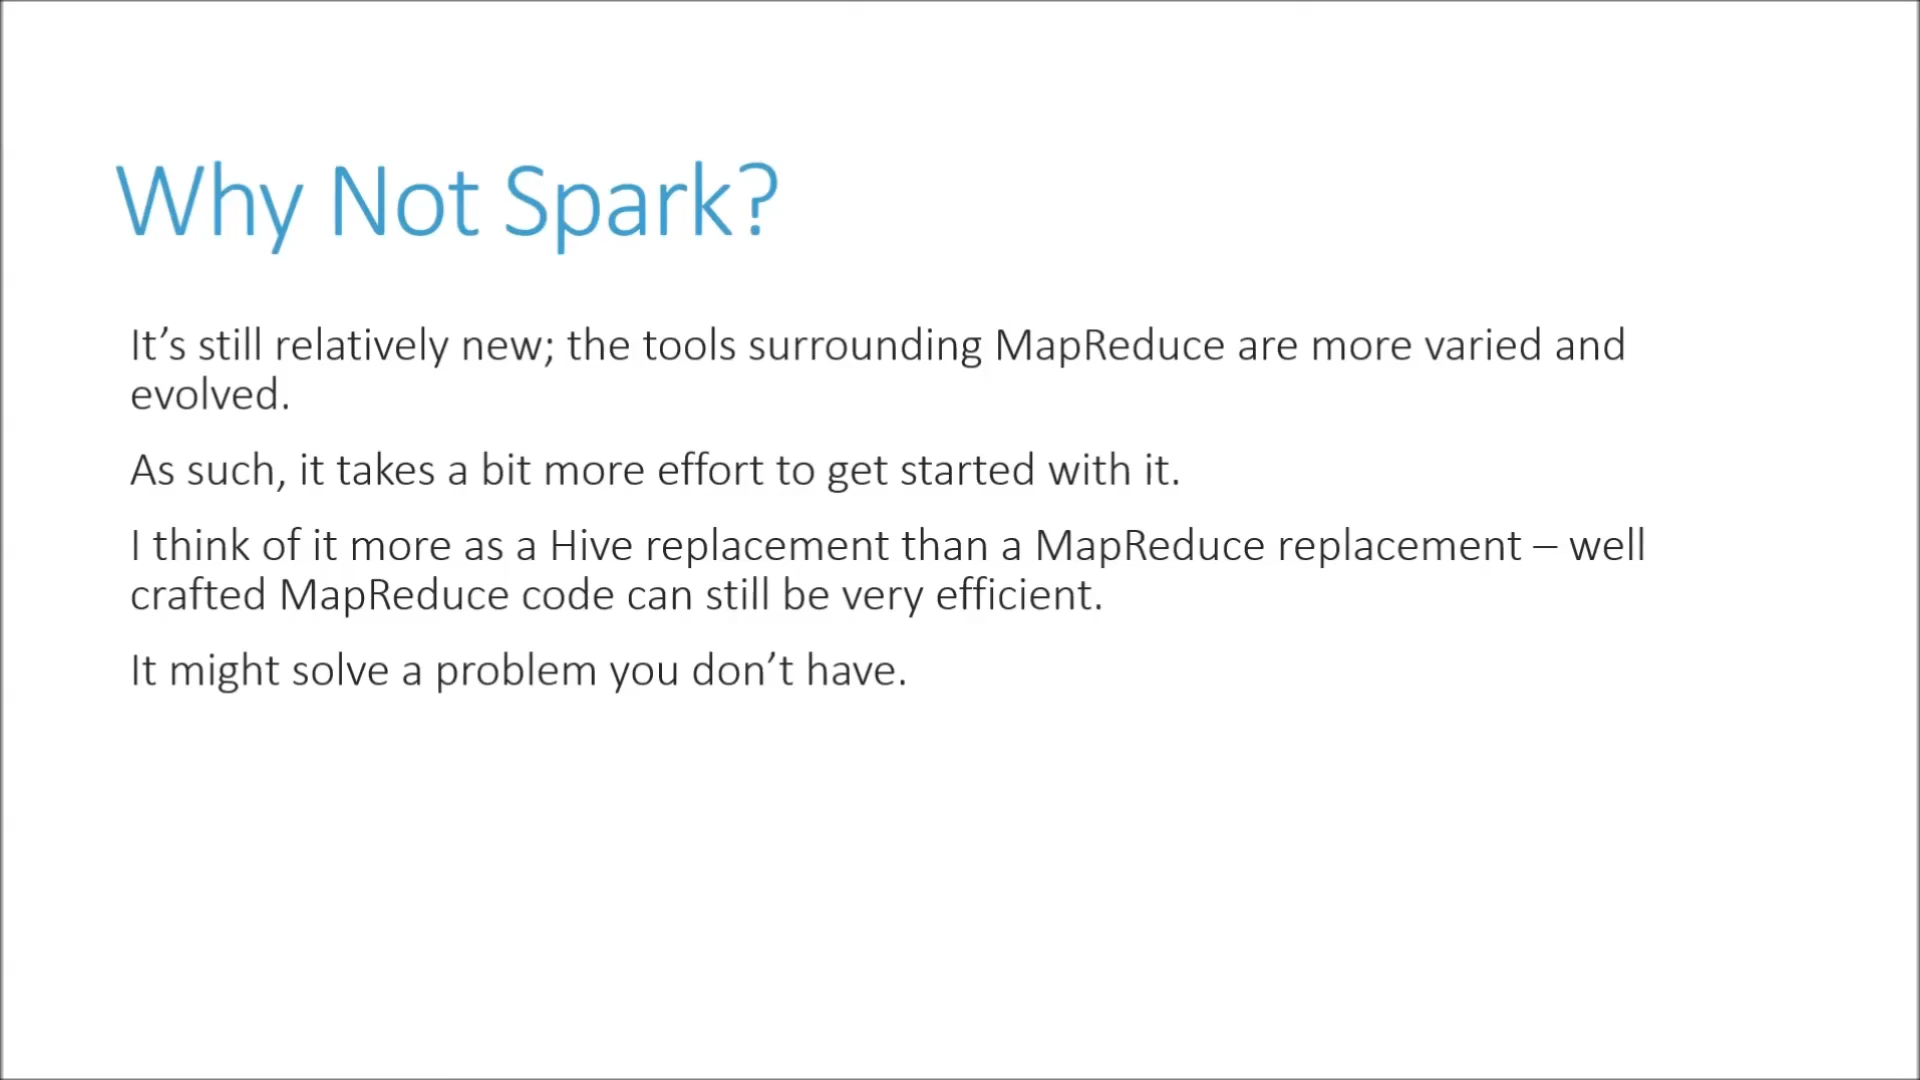 Why Not Spark?
It’s still relatively new; the tools surrounding MapReduce are more varied and
evolved.
As such, it takes a bit more effort to get started with it.
I think of it more as a Hive replacement than a MapReduce replacement – well
crafted MapReduce code can still be very efficient.
It might solve a problem you don’t have.